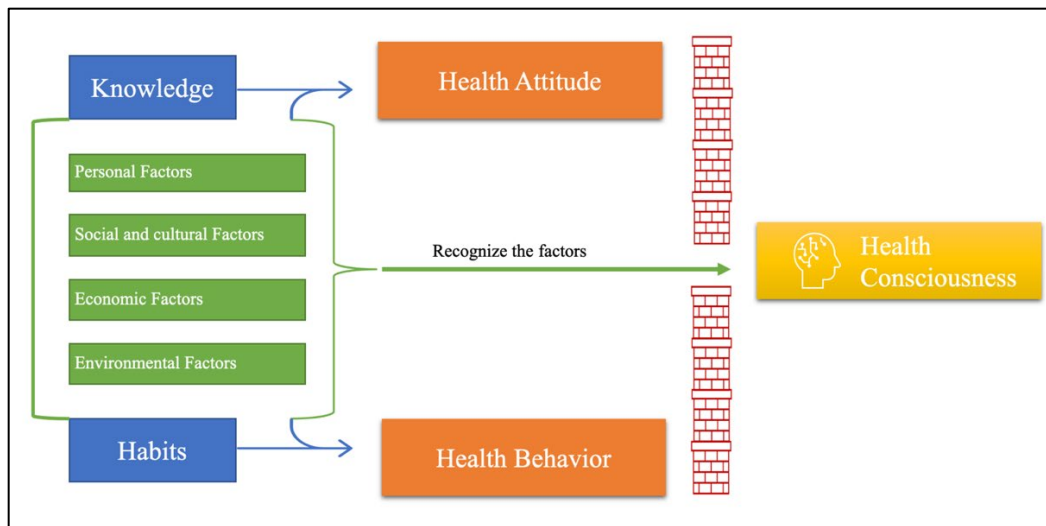 Knowledge
Health Attitude
Personal Factors
Social and cultural Factors
Recognize the factors
Health
Consciousness
Economic Factors
Environmental Factors
Habits
Health Behavior